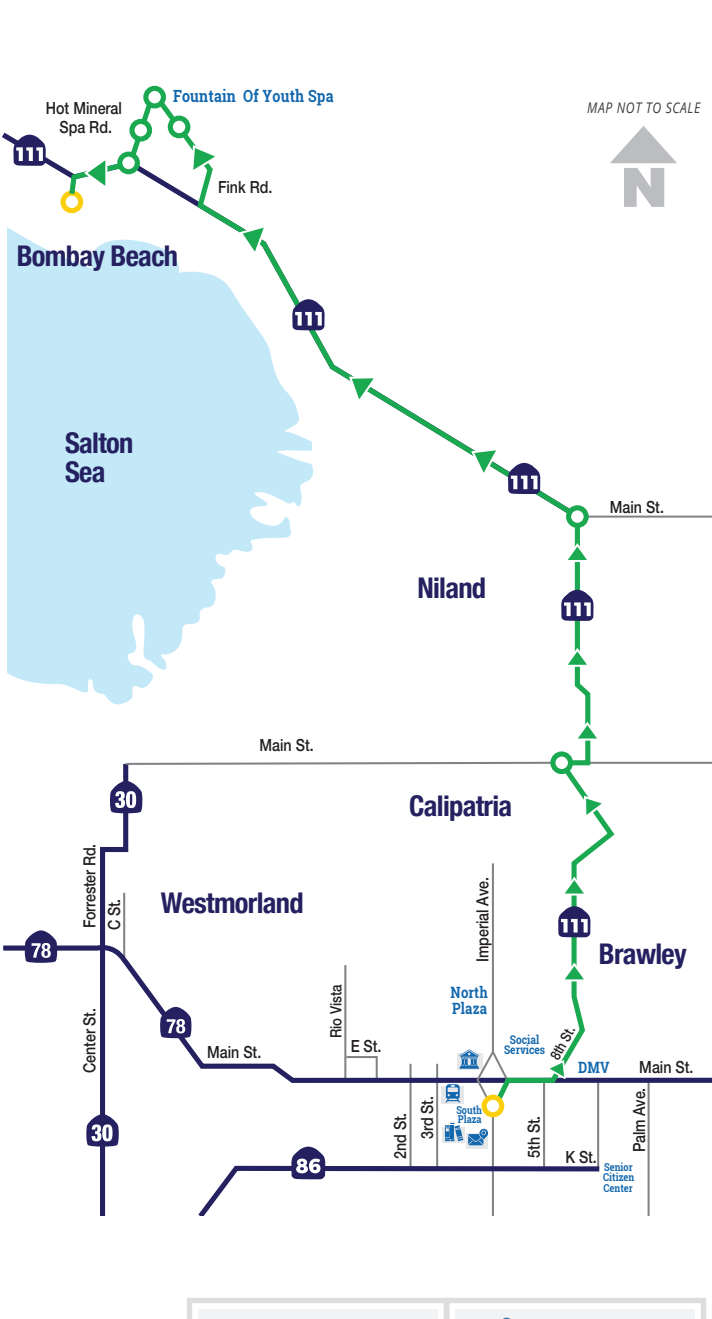 Fountain Of Youth Spa
Hot Mineral
Spa Rd.
MAP NOT TO SCALE
N
111
Fink Rd.
Bombay Beach
111
Salton
Sea
111
Main St.
Niland
111
Main St.
30
Calipatria
Forrester Rd.
C St.
Westmorland
Imperial Ave.
111
Brawley
78
North
Plaza
Rio Vista
78
Center St.
Social
Services
8th St.
E St.
Main St.
DMV
Main St.
South
Plaza
2nd St.
3rd St.
5th St.
Palm Ave.
30
86
K St.
Senior
Citizen
Center